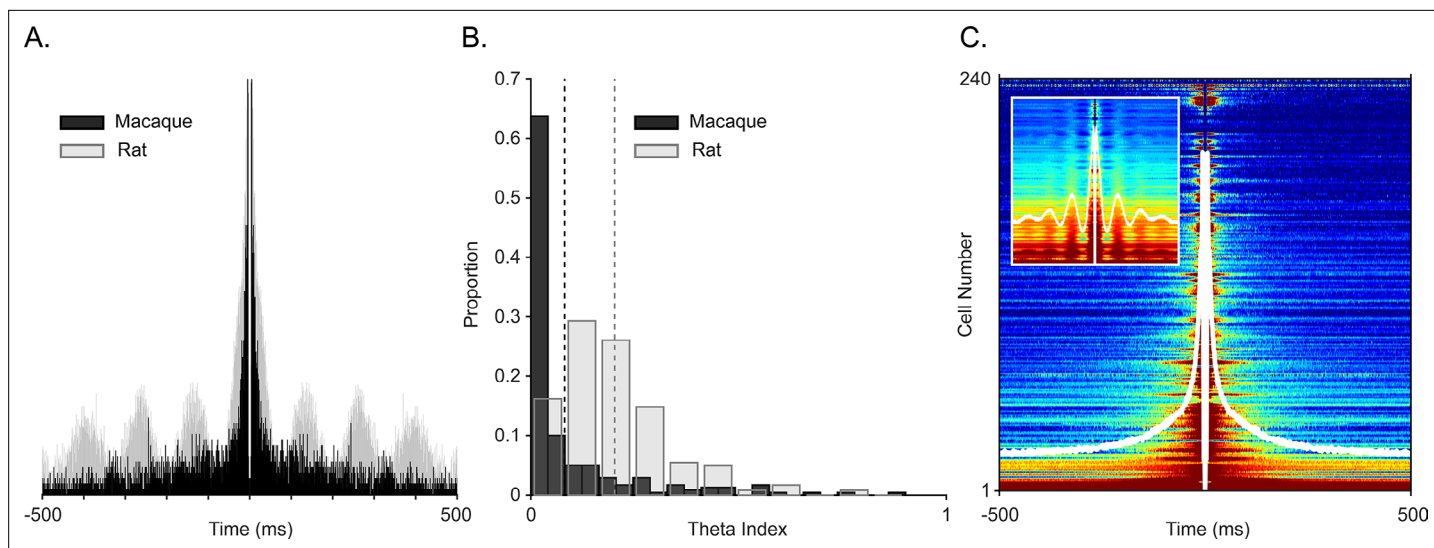 A.
Macaque
Rat
-500
500
Time (ms)
B.
0.7
0.6
0.5
0.4
0.3
0.2
0.1
0
Proportion
Macaque
Rat
0
1
Theta Index
C.
240
1
Cell Number
-500
500
Time (ms)